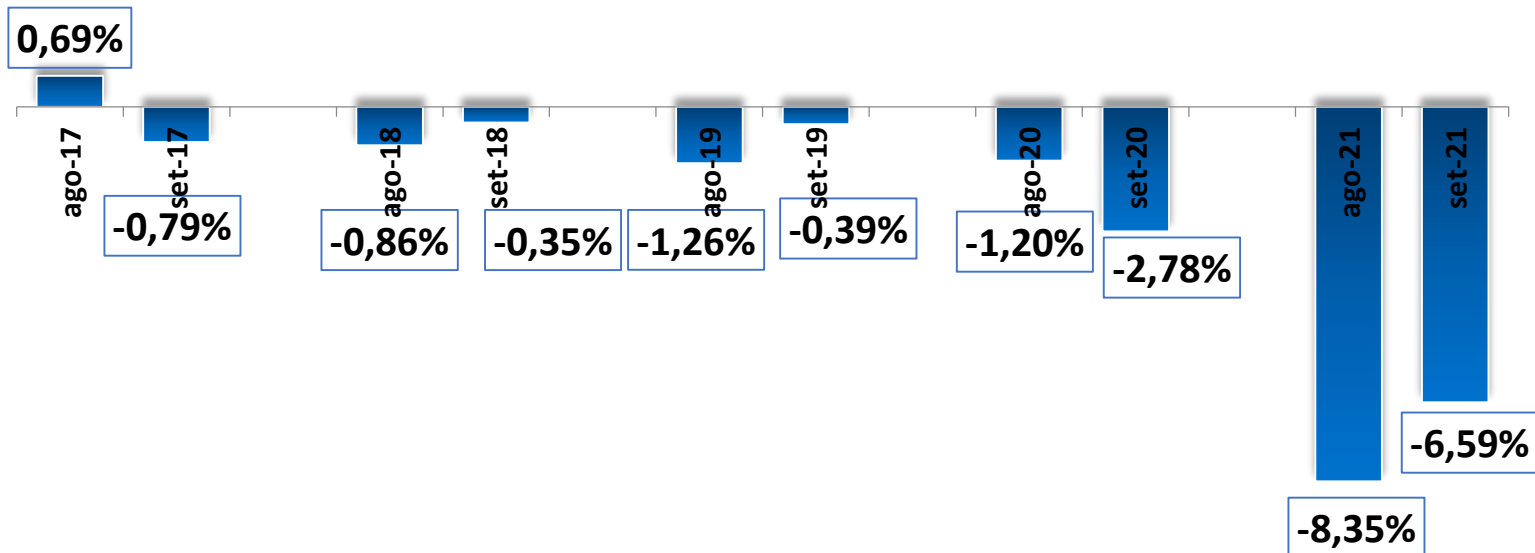 0,69%
ago-17
set-17
-0,79%
ago-18
-0,86%
set-18
-0,35%
ago-19
-1,26%
set-19
-0,39%
ago-20
-1,20%
set-20
-2,78%
ago-21
-8,35%
set-21
-6,59%